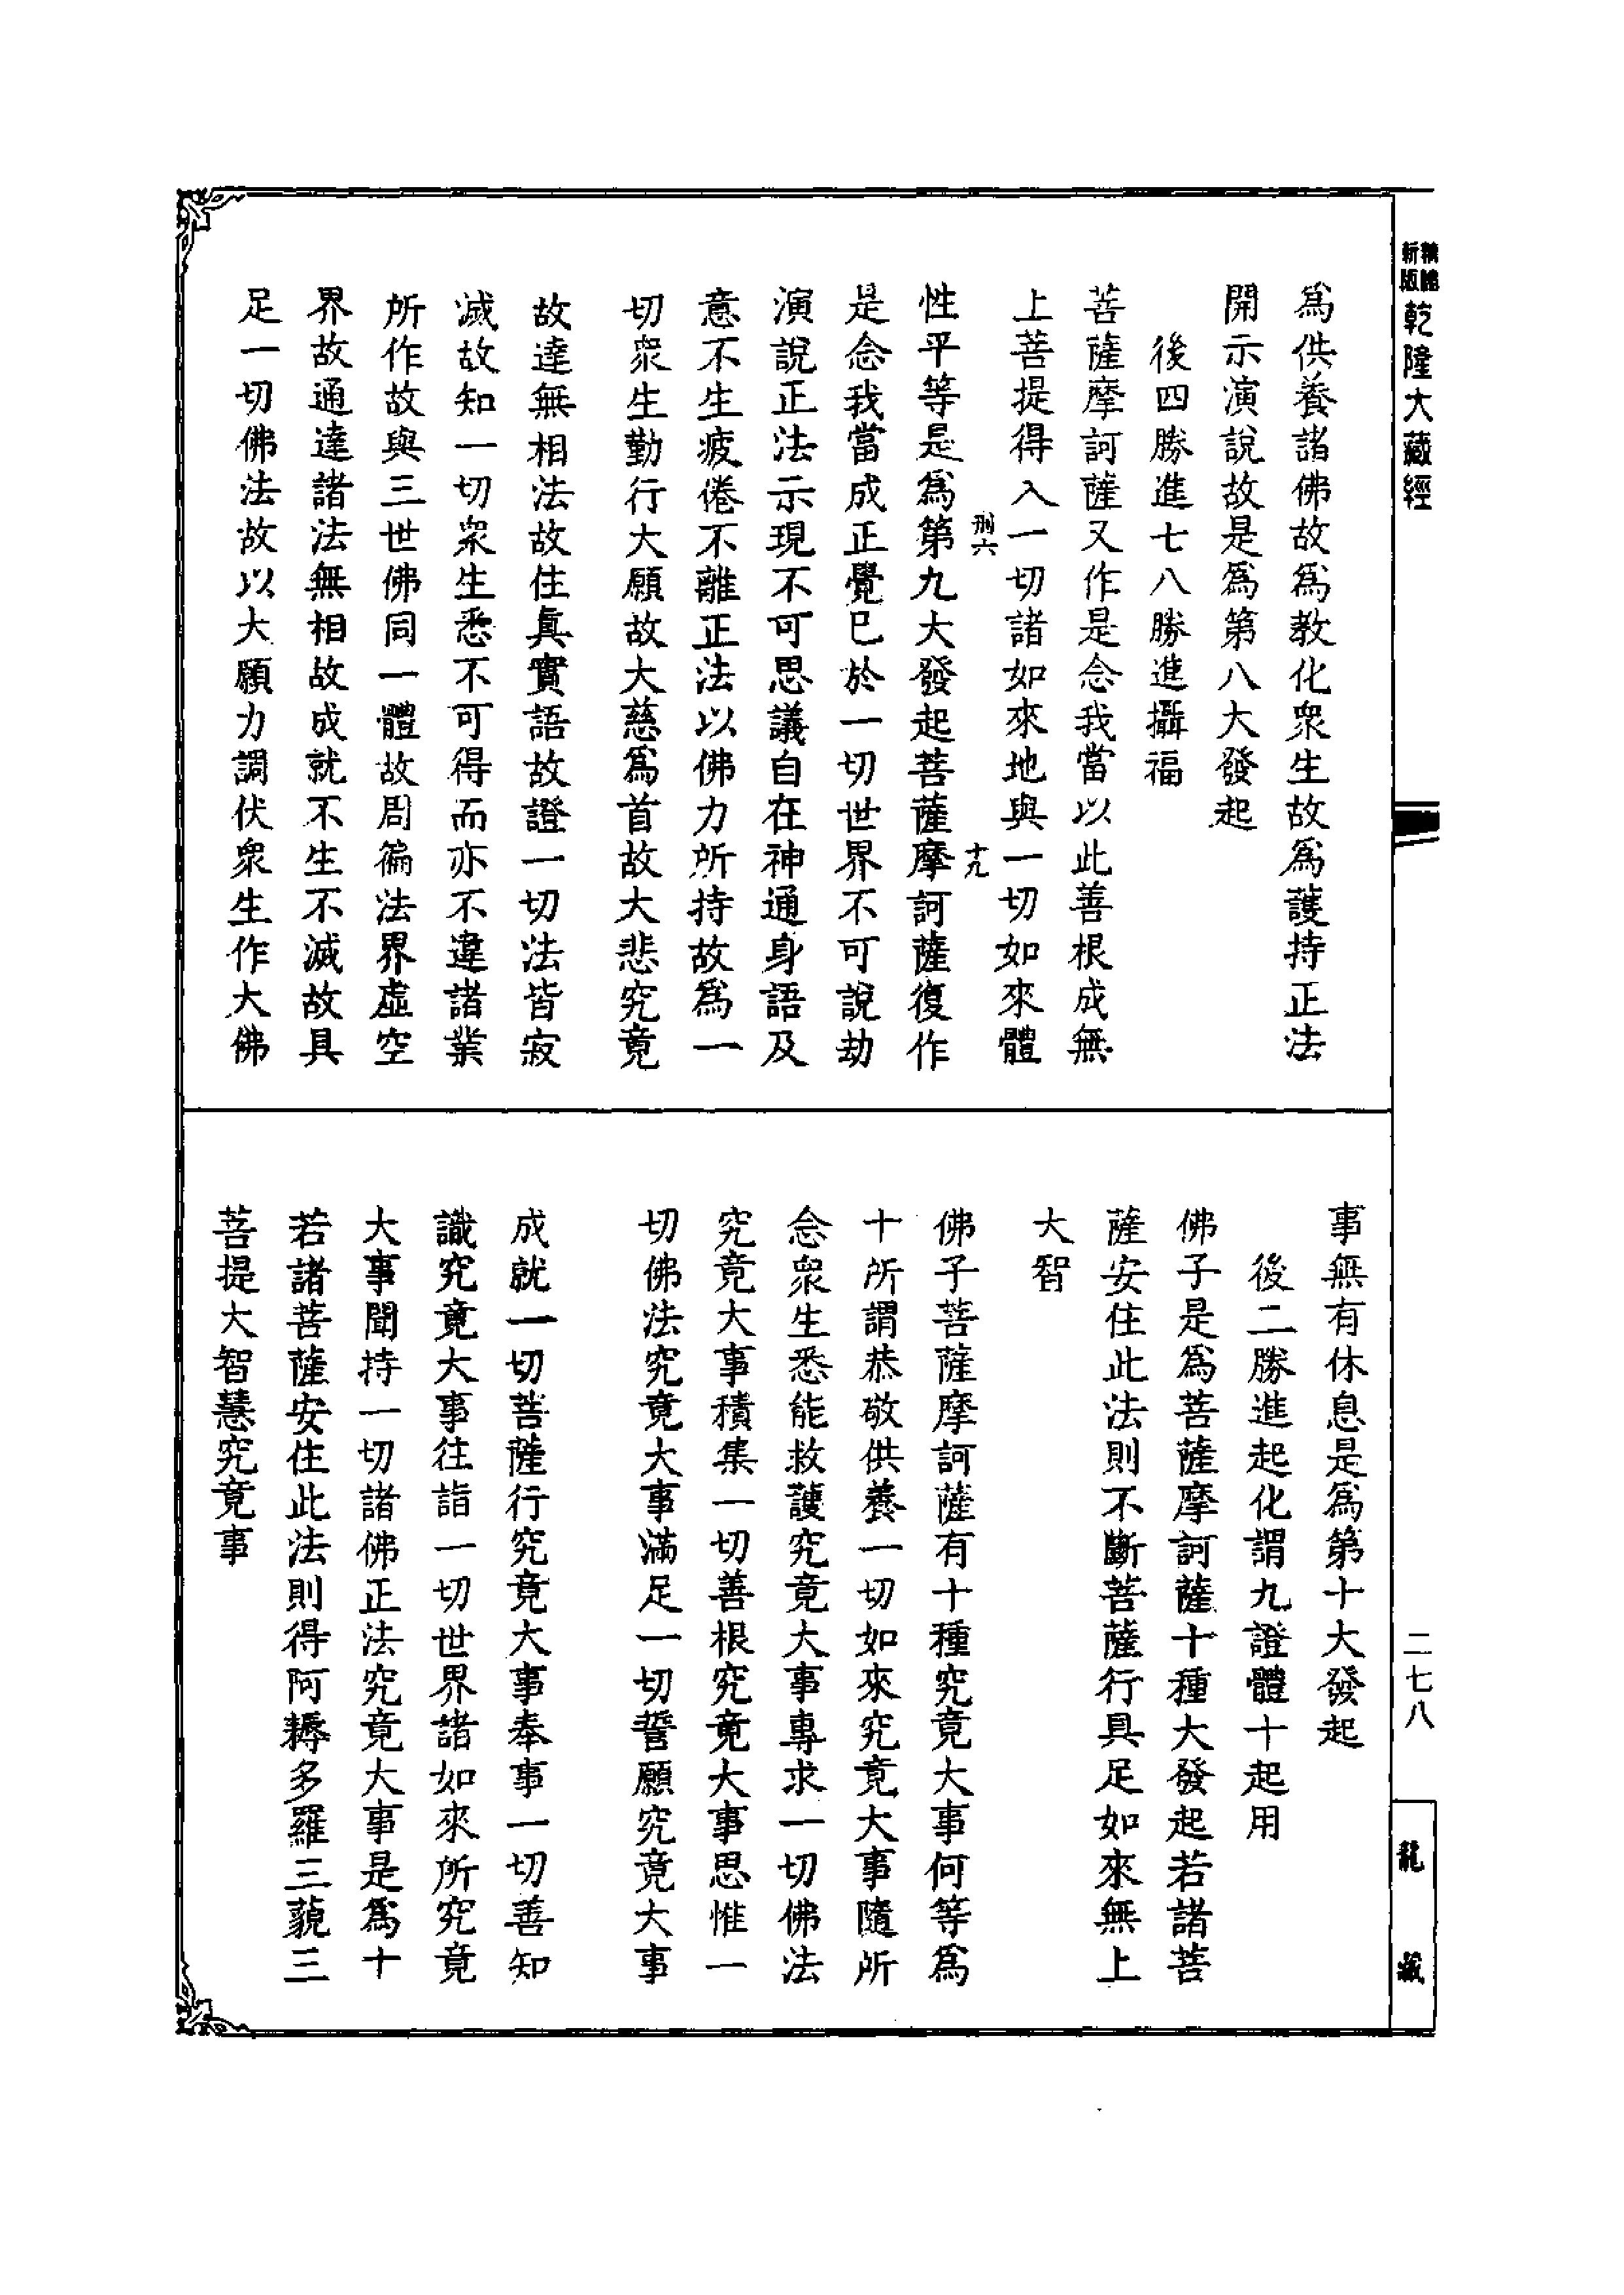 新版
乾隆大藏經
二七八
龍藏
為供養諸佛故為教化眾生故為護持正法
開示演說故是為第八大發起
後四勝進七八勝進攝福
菩薩摩訶薩又作是念我當以此善根成無
上菩提得入一切諸如來地與一切如來體
刑六
十九
性平等是為第九大發起菩薩摩訶薩復作
是念我當成正覺已於一切世界不可說劫
演說正法示現不可思議自在神通身語及
意不生疲倦不離正法以佛力所持故為一
切眾生勤行大願故大慈為首故大悲究竟
故達無相法故住真實語故證一切法皆寂
滅故知一切眾生悉不可得而亦不違諸業
所作故與三世佛同一體故周徧法界虛空
界故通達諸法無相故成就不生不滅故具
足一切佛法故以大願力調伏眾生作大佛
事無有休息是為第十大發起
後二勝進起化謂九證體十起用
佛子是為菩薩摩訶薩十種大發起若諸菩
薩安住此法則不斷菩薩行具足如來無上
大智
佛子菩薩摩訶薩有十種究竟大事何等為
十所謂恭敬供養一切如來究竟大事隨所
念眾生悉能救護究竟大事專求一切佛法
究竟大事積集一切善根究竟大事思惟一
切佛法究竟大事滿足一切誓願究竟大事
成就一切菩薩行究竟大事奉事一切善知
識究竟大事往詣一切世界諸如來所究竟
大事聞持一切諸佛正法究竟大事是為十
若諸菩薩安住此法則得阿耨多羅三藐三
菩提大智慧究竟事